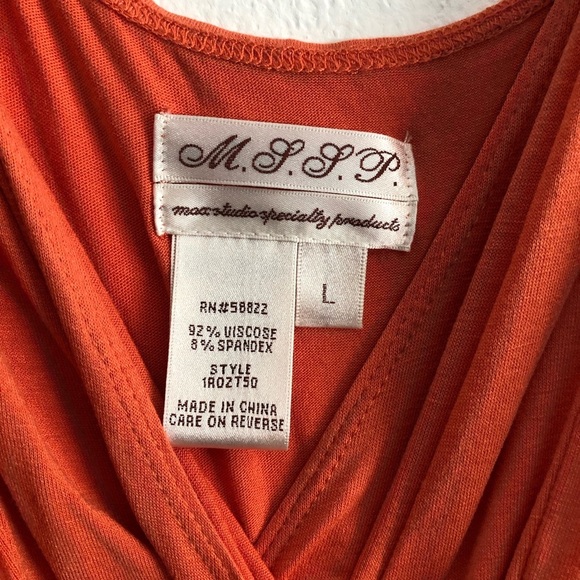 M.S.S.P.
max studio specialty products
L
RN#58822
92% VISCOSE
8% SPANDEX
STYLE
1R02T50
MADE IN CHINA
CARE ON REVERSE